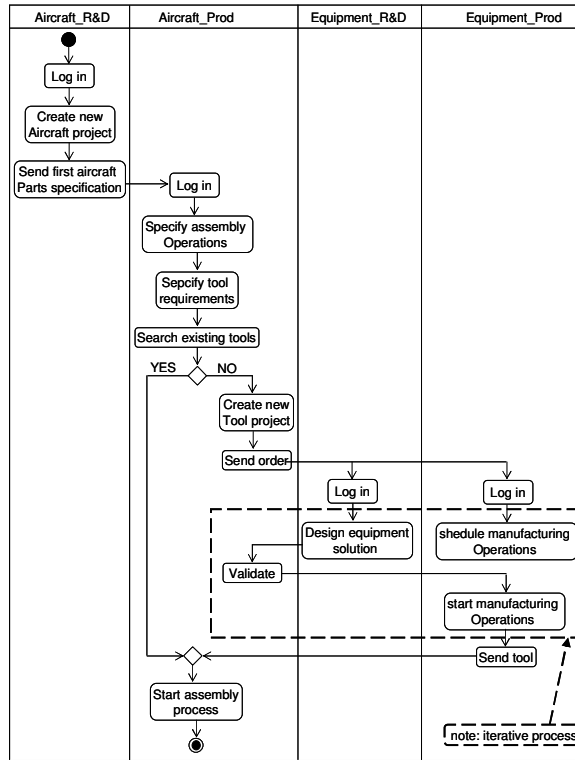 Aircraft_R&D
Aircraft_Prod
Equipment_R&D
Equipment_Prod
Log in
Create new
Aircraft project
Send first aircraft
Parts specification
Log in
Specify assembly
Operations
Sepcify tool
requirements
Search existing tools
YES
NO
Create new
Tool project
Send order
Log in
Log in
Design equipment
solution
shedule manufacturing
Operations
Validate
start manufacturing
Operations
Send tool
Start assembly
process
note: iterative process